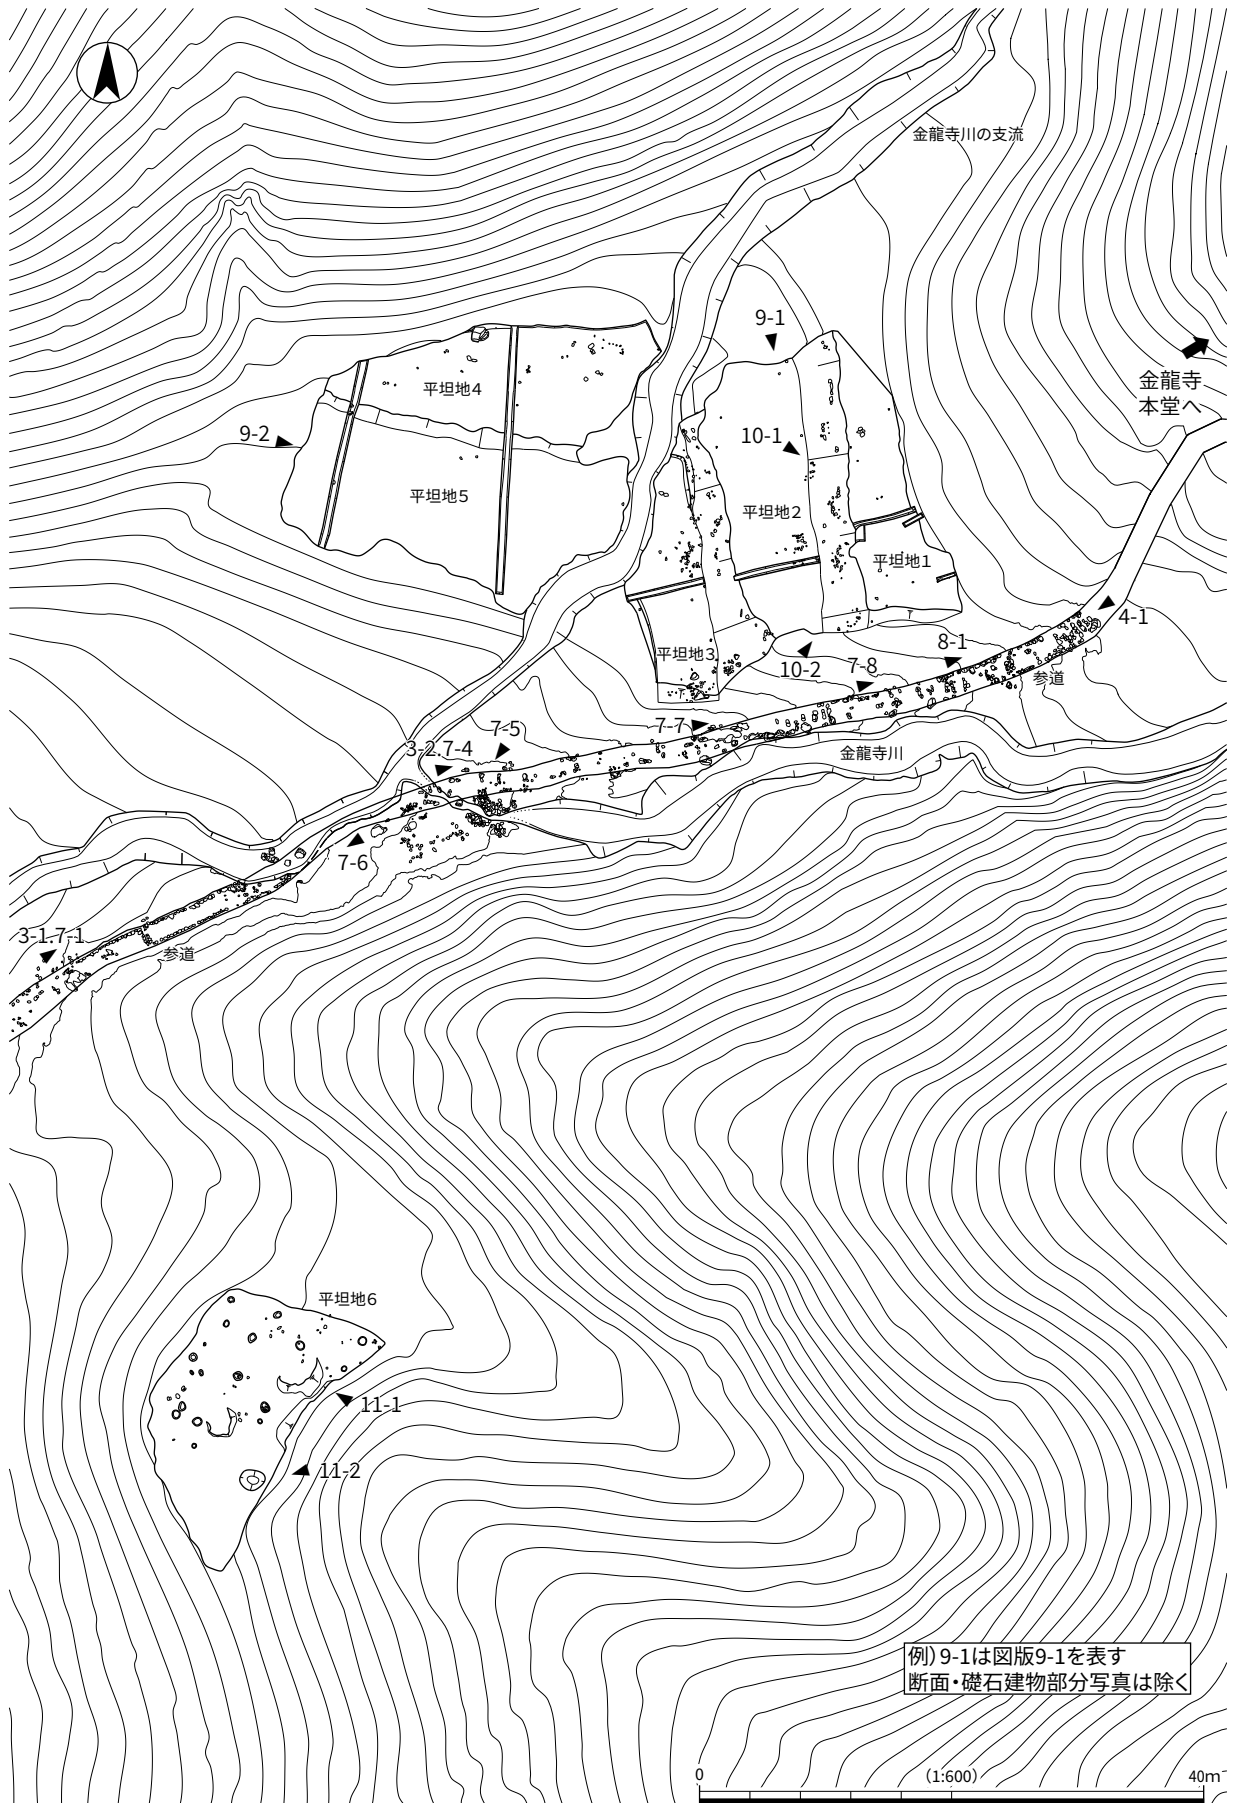 金龍寺川の支流
9-1
金龍寺
本堂へ
平坦地4
9-2
10-1
平坦地5
平坦地2
平坦地1
4-1
8-1
平坦地3
10-2
7-8
参道
7-7
7-5
3-2.7-4
金龍寺川
7-6
3-1.7-1
参道
平坦地6
11-1
11-2
例）9-1は図版9-1を表す
断面・礎石建物部分写真は除く
0
（1:600）
40m